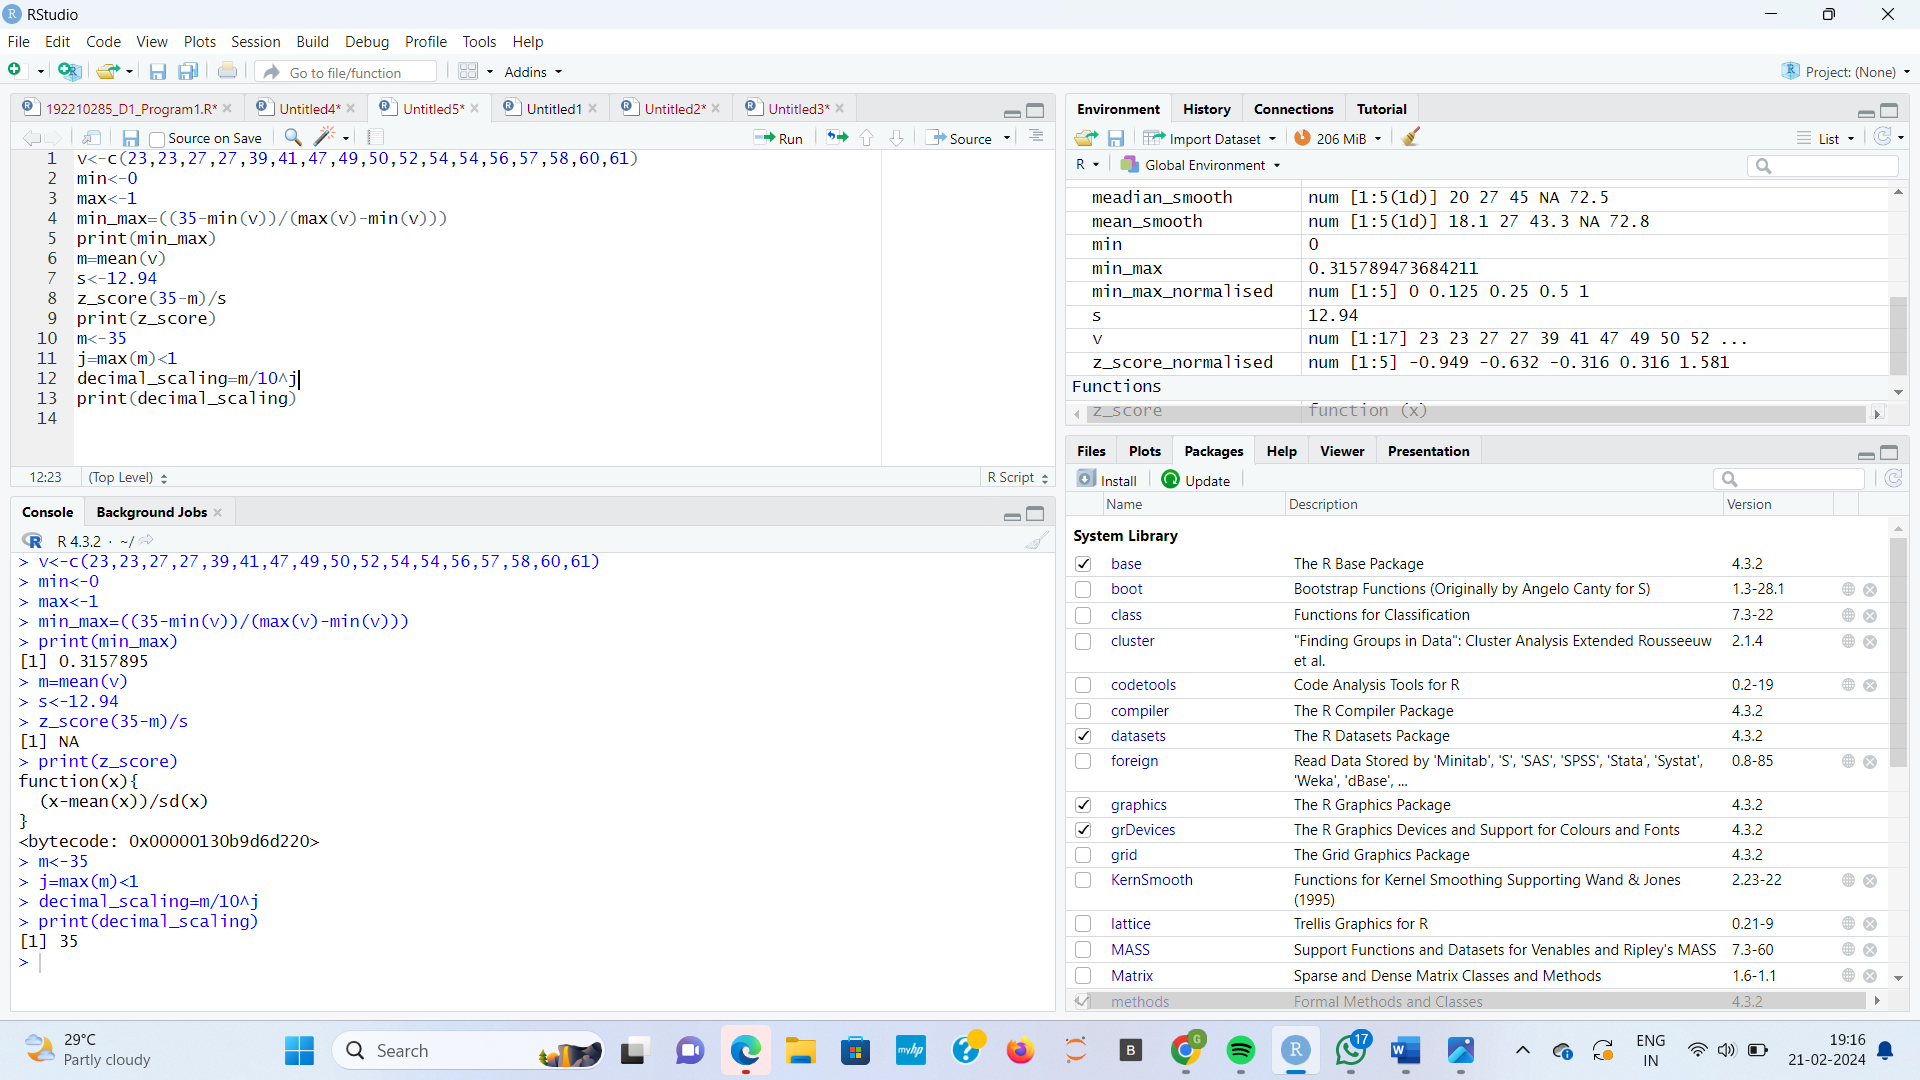 RStudio
File Edit Code View Plots Session Build Debug Profile Tools Help
Go to file/function Addins Project: (None)
192210285_D1_Program1.R* Untitled4* Untitled5* Untitled1 Untitled2* Untitled3*
Source on Save Run Source
1 v<-c(23,23,27,27,39,41,47,49,50,52,54,54,56,57,58,60,61)
2 min<-0
3 max<-1
4 min_max=((35-min(v))/(max(v)-min(v)))
5 print(min_max)
6 m=mean(v)
7 s<-12.94
8 z_score(35-m)/s
9 print(z_score)
10 m<-35
11 j=max(m)<1
12 decimal_scaling=m/10^j
13 print(decimal_scaling)
14
12:23 (Top Level) R Script
Console Background Jobs
R 4.3.2 · ~/
> v<-c(23,23,27,27,39,41,47,49,50,52,54,54,56,57,58,60,61)
> min<-0
> max<-1
> min_max=((35-min(v))/(max(v)-min(v)))
> print(min_max)
[1] 0.3157895
> m=mean(v)
> s<-12.94
> z_score(35-m)/s
[1] NA
> print(z_score)
function(x){
(x-mean(x))/sd(x)
}
<bytecode: 0x00000130b9d6d220>
> m<-35
> j=max(m)<1
> decimal_scaling=m/10^j
> print(decimal_scaling)
[1] 35
>
Environment History Connections Tutorial
Import Dataset 206 MiB List
R Global Environment
meadian_smooth num [1:5(1d)] 20 27 45 NA 72.5
mean_smooth num [1:5(1d)] 18.1 27 43.3 NA 72.8
min 0
min_max 0.315789473684211
min_max_normalised num [1:5] 0 0.125 0.25 0.5 1
s 12.94
v num [1:17] 23 23 27 27 39 41 47 49 50 52 ...
z_score_normalised num [1:5] -0.949 -0.632 -0.316 0.316 1.581
Functions
z_score function (x)
Files Plots Packages Help Viewer Presentation
Install Update
Name Description Version
System Library
base The R Base Package 4.3.2
boot Bootstrap Functions (Originally by Angelo Canty for S) 1.3-28.1
class Functions for Classification 7.3-22
cluster "Finding Groups in Data": Cluster Analysis Extended Rousseeuw 2.1.4
et al.
codetools Code Analysis Tools for R 0.2-19
compiler The R Compiler Package 4.3.2
datasets The R Datasets Package 4.3.2
foreign Read Data Stored by 'Minitab', 'S', 'SAS', 'SPSS', 'Stata', 'Systat', 0.8-85
'Weka', 'dBase', ...
graphics The R Graphics Package 4.3.2
grDevices The R Graphics Devices and Support for Colours and Fonts 4.3.2
grid The Grid Graphics Package 4.3.2
KernSmooth Functions for Kernel Smoothing Supporting Wand & Jones 2.23-22
(1995)
lattice Trellis Graphics for R 0.21-9
MASS Support Functions and Datasets for Venables and Ripley's MASS 7.3-60
Matrix Sparse and Dense Matrix Classes and Methods 1.6-1.1
methods Formal Methods and Classes 4.3.2
29°C
Partly cloudy
Search
myhp
B
G
17
ENG
IN
19:16
21-02-2024